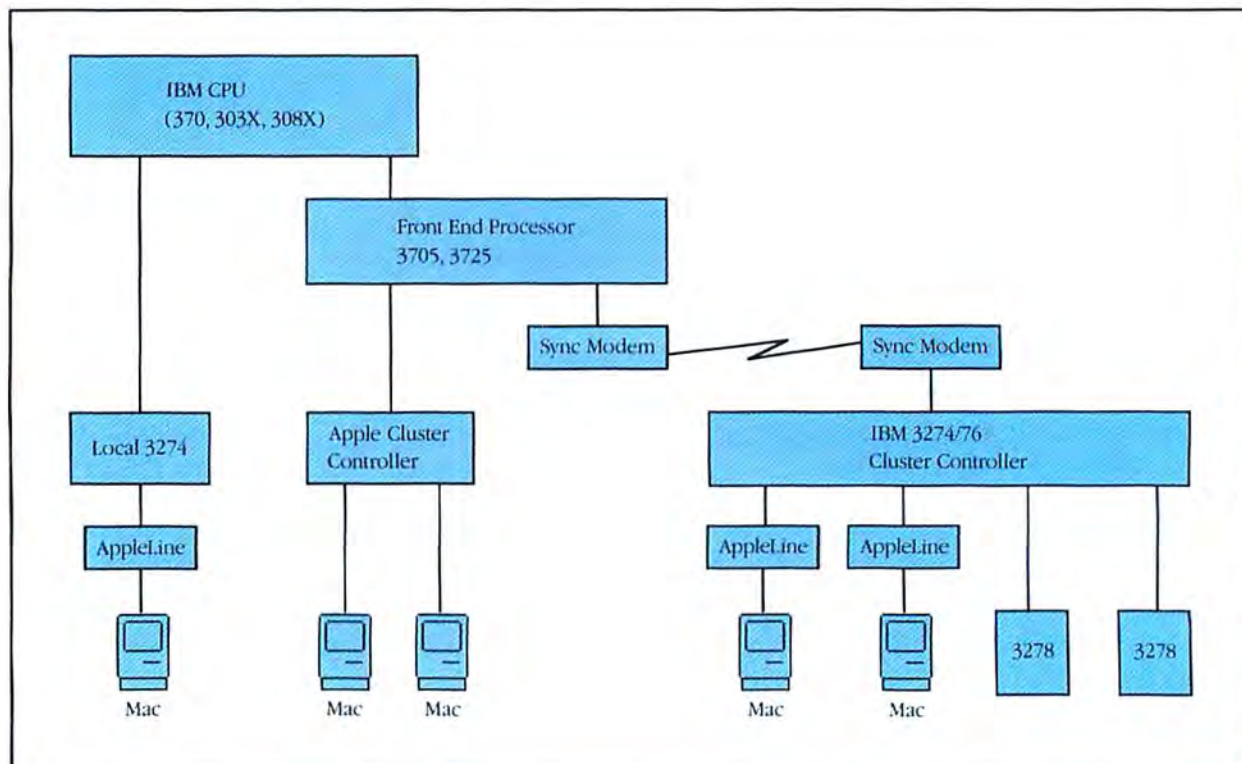 IBM CPU
(370, 303X, 308X)
Front End Processor
3705, 3725
Sync Modem
Sync Modem
Local 3274
Apple Cluster
Controller
IBM 3274/76
Cluster Controller
AppleLine
AppleLine
AppleLine
3278
3278
Mac
Mac
Mac
Mac
Mac